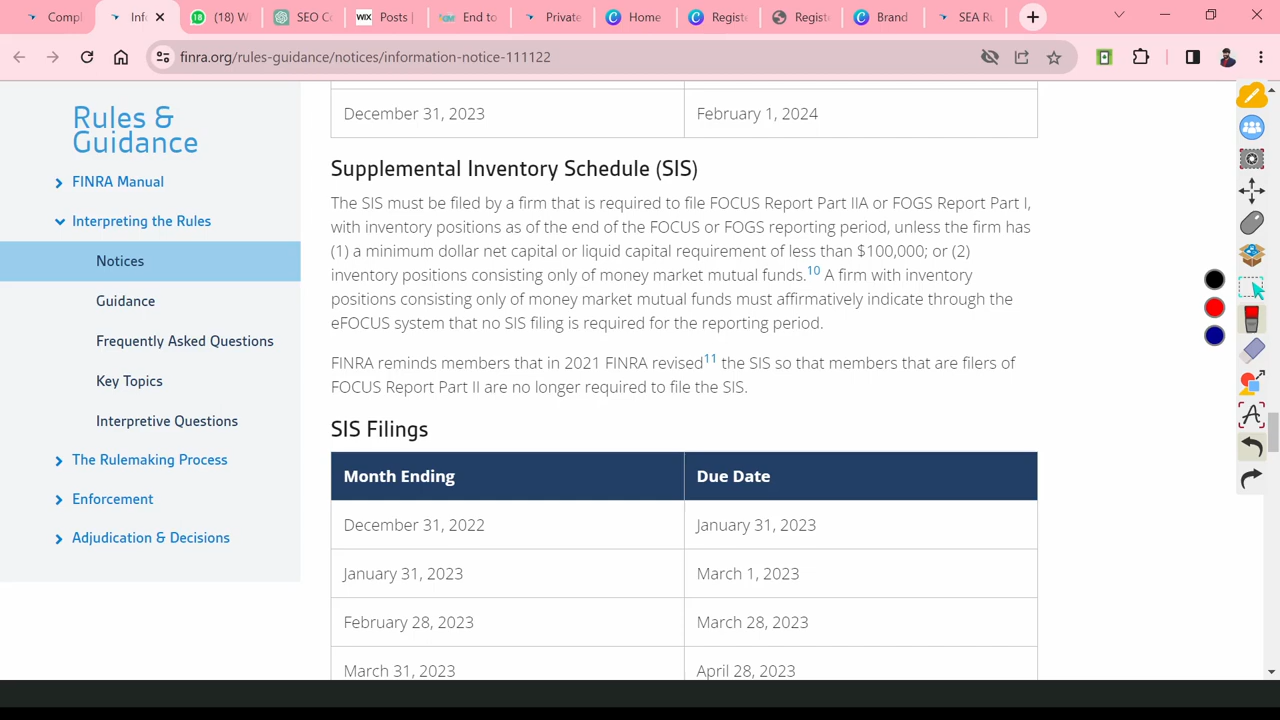 Compl
Inf
(18) W
SEO Co
WIX Posts |
End to
Private
Home
Registe
Registe
Brand
SEA Ru
finra.org/rules-guidance/notices/information-notice-111122
Rules &
Guidance
FINRA Manual
Interpreting the Rules
Notices
Guidance
Frequently Asked Questions
Key Topics
Interpretive Questions
The Rulemaking Process
Enforcement
Adjudication & Decisions
December 31, 2023 February 1, 2024
Supplemental Inventory Schedule (SIS)
The SIS must be filed by a firm that is required to file FOCUS Report Part IIA or FOGS Report Part I,
with inventory positions as of the end of the FOCUS or FOGS reporting period, unless the firm has
(1) a minimum dollar net capital or liquid capital requirement of less than $100,000; or (2)
inventory positions consisting only of money market mutual funds.10 A firm with inventory
positions consisting only of money market mutual funds must affirmatively indicate through the
eFOCUS system that no SIS filing is required for the reporting period.
FINRA reminds members that in 2021 FINRA revised11 the SIS so that members that are filers of
FOCUS Report Part II are no longer required to file the SIS.
SIS Filings
Month Ending Due Date
December 31, 2022 January 31, 2023
January 31, 2023 March 1, 2023
February 28, 2023 March 28, 2023
March 31, 2023 April 28, 2023